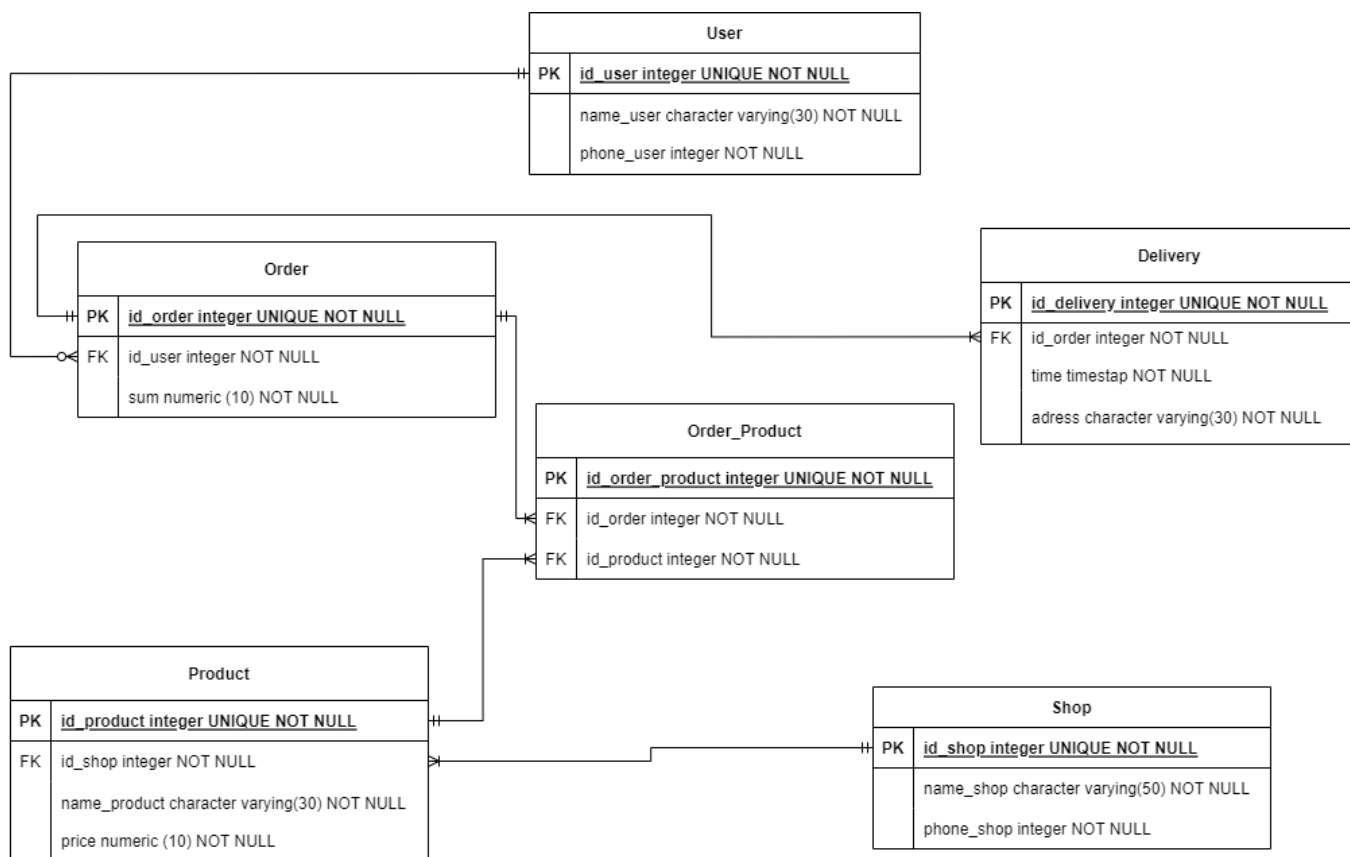 User
PK id_user integer UNIQUE NOT NULL
name_user character varying(30) NOT NULL
phone_user integer NOT NULL
Order
PK id_order integer UNIQUE NOT NULL
FK id_user integer NOT NULL
sum numeric (10) NOT NULL
Delivery
PK id_delivery integer UNIQUE NOT NULL
FK id_order integer NOT NULL
time timestap NOT NULL
adress character varying(30) NOT NULL
Order_Product
PK id_order_product integer UNIQUE NOT NULL
FK id_order integer NOT NULL
FK id_product integer NOT NULL
Product
PK id_product integer UNIQUE NOT NULL
FK id_shop integer NOT NULL
name_product character varying(30) NOT NULL
price numeric (10) NOT NULL
Shop
PK id_shop integer UNIQUE NOT NULL
name_shop character varying(50) NOT NULL
phone_shop integer NOT NULL